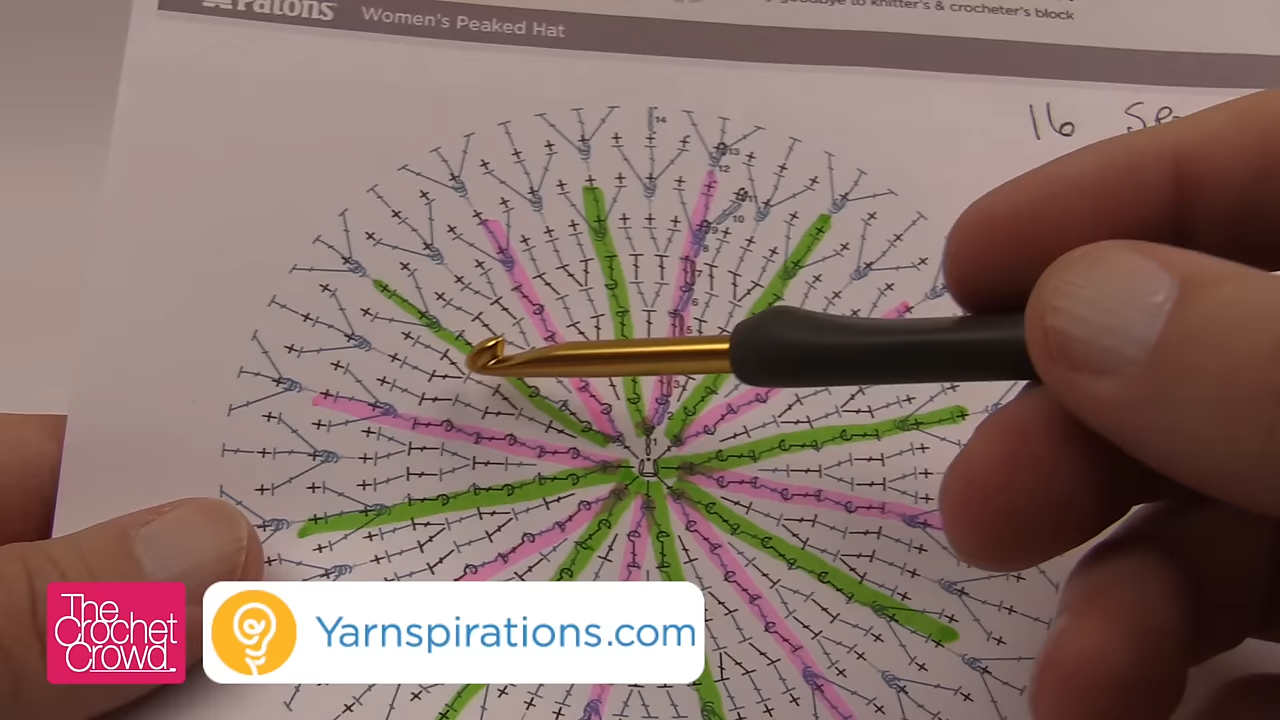 Patons
Women's Peaked Hat
goodbye to knitter's & crocheter's block
16
14
13
12
11
10
9
8
7
6
5
3
2
1
The
Crochet
Crowd
Yarnspirations.com